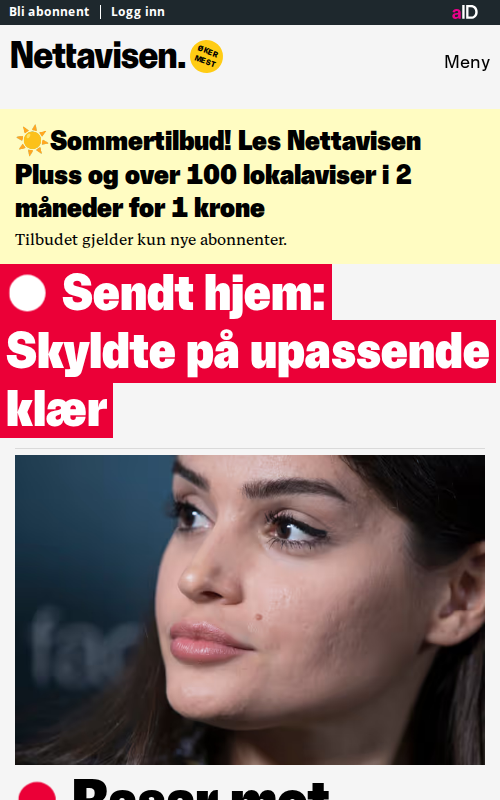 Bli abonnent | Logg inn
aID
Nettavisen.
ØKER
MEST
Meny
Sommertilbud! Les Nettavisen
Pluss og over 100 lokalaviser i 2
måneder for 1 krone
Tilbudet gjelder kun nye abonnenter.
Sendt hjem:
Skyldte på upassende
klær
fac